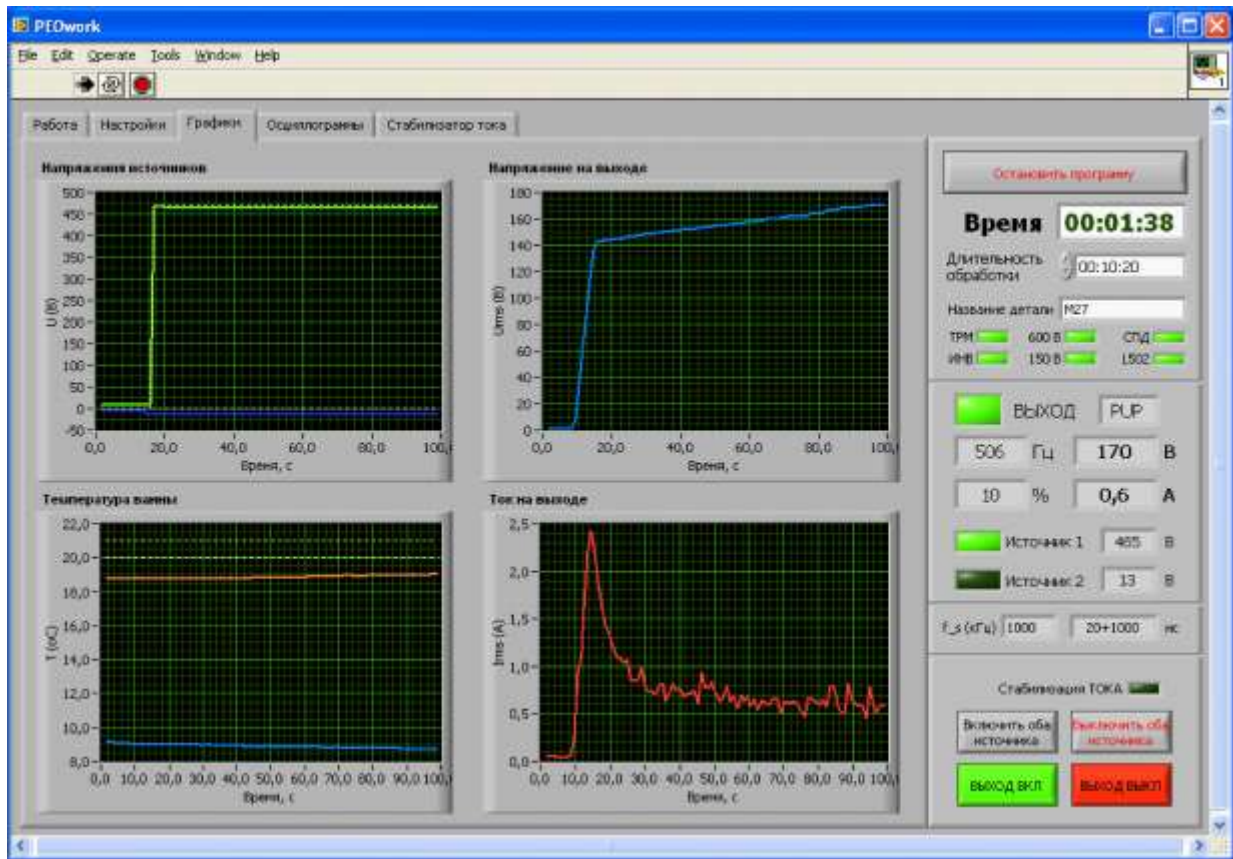 PEOwork
File Edit Operate Tools Window Help
1
Работа Настройки Графики Осциллограммы Стабилизатор тока
Напряжения источников
U (В)
500
450
400
350
300
250
200
150
100
50
0
-50
0,0 20,0 40,0 60,0 80,0 100,
Время, с
Напряжение на выходе
Urms (В)
180
160
140
120
100
80
60
40
20
0
0,0 20,0 40,0 60,0 80,0 100,
Время, с
Температура ванны
T (oC)
22,0
20,0
18,0
16,0
14,0
12,0
10,0
8,0
0,0 10,0 20,0 30,0 40,0 50,0 60,0 70,0 80,0 90,0 100,
Время, с
Ток на выходе
Irms (A)
2,5
2,0
1,5
1,0
0,5
0,0
0,0 10,0 20,0 30,0 40,0 50,0 60,0 70,0 80,0 90,0 100,
Время, с
Остановить программу
Время 00:01:38
Длительность
обработки 00:10:20
Название детали М27
ТРМ 600 В СПД
ИНВ 150 В 1502
ВЫХОД PUP
506 Гц 170 В
10 % 0,6 А
Источник 1 465 В
Источник 2 13 В
f_s (кГц) 1000 20+1000 мс
Стабилизация ТОКА
Включить оба
источника
Выключить оба
источника
ВЫХОД ВКЛ
ВЫХОД ВЫКЛ